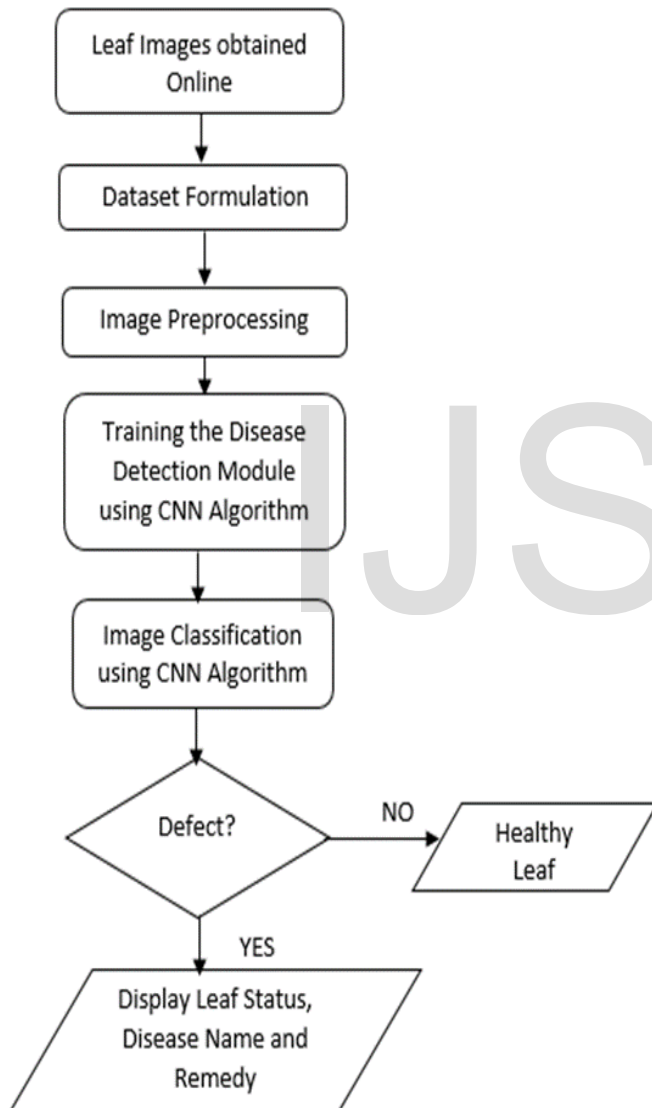 Leaf Images obtained
Online
Dataset Formulation
Image Preprocessing
Training the Disease
Detection Module
using CNN Algorithm
IJS
Image Classification
using CNN Algorithm
Defect?
NO
Healthy
Leaf
YES
Display Leaf Status,
Disease Name and
Remedy